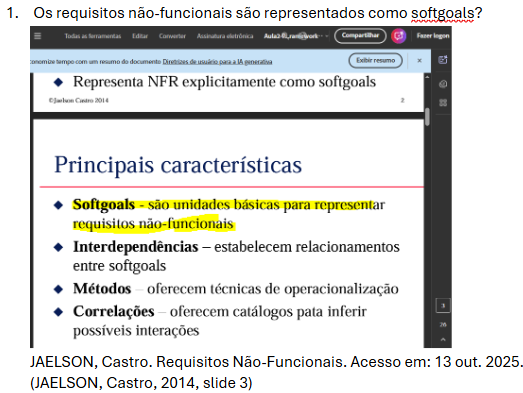 1. Os requisitos não-funcionais são representados como softgoals?
Todas as ferramentas Editar Converter Assinatura eletrônica Compartilhar Fazer logon
conomize tempo com um resumo do documento Diretrizes de usuário para a IA generativa Exibir resumo
◆ Representa NFR explicitamente como softgoals
©Jaelson Castro 2014 2
Principais características
◆ Softgoals - são unidades básicas para representar
requisitos não-funcionais
◆ Interdependências – estabelecem relacionamentos
entre softgoals
◆ Métodos – oferecem técnicas de operacionalização
◆ Correlações – oferecem catálogos pata inferir
possíveis interações
3
26
JAELSON, Castro. Requisitos Não-Funcionais. Acesso em: 13 out. 2025.
(JAELSON, Castro, 2014, slide 3)